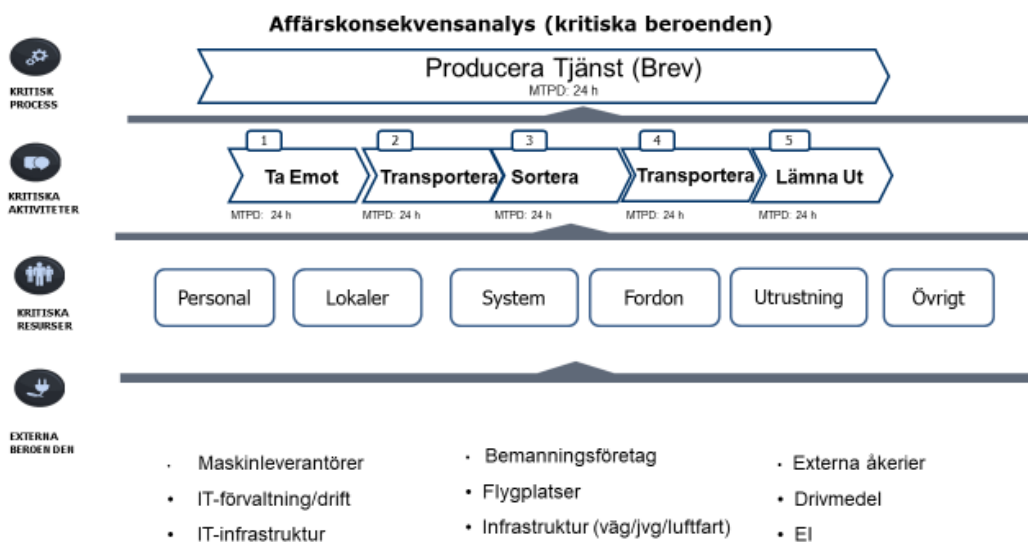 Affärskonsekvensanalys (kritiska beroenden)
KRITISK
PROCESS
Producera Tjänst (Brev)
MTPD: 24 h
KRITISKA
AKTIVITETER
1
2
3
4
5
Ta Emot
Transportera
Sortera
Transportera
Lämna Ut
MTPD: 24 h
MTPD: 24 h
MTPD: 24 h
MTPD: 24 h
MTPD: 24 h
KRITISKA
RESURSER
Personal
Lokaler
System
Fordon
Utrustning
Övrigt
EXTERNA
BEROENDEN
• Maskinleverantörer
• IT-förvaltning/drift
• IT-infrastruktur
• Bemanningsföretag
• Flygplatser
• Infrastruktur (väg/jvg/luftfart)
• Externa åkerier
• Drivmedel
• El